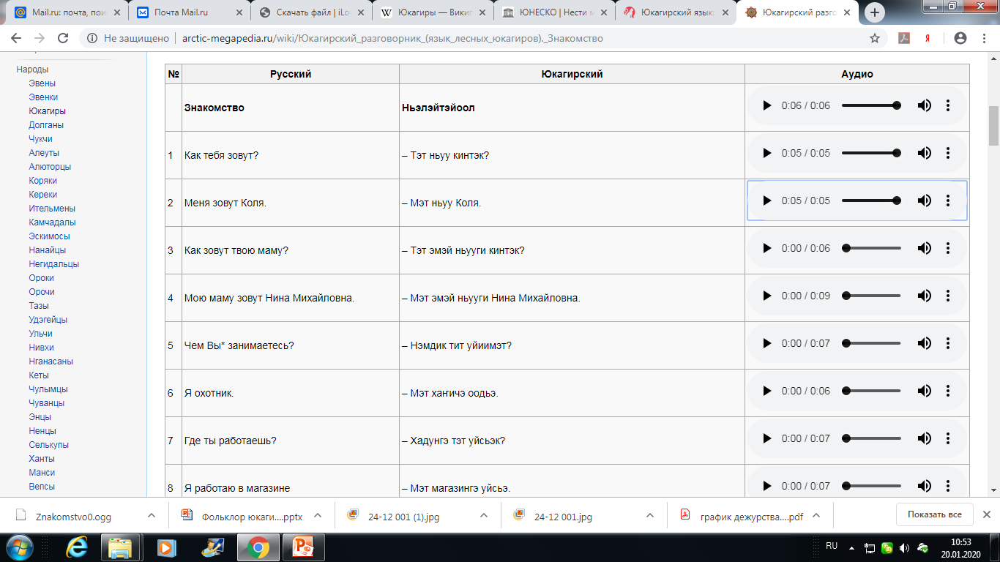 Mail.ru: почта, пои
Почта Mail.ru
Скачать файл | iLo
Юкагиры — Вики
ЮНЕСКО | Нести м
Юкагирский язык
Юкагирский разго
Не защищено | arctic-megapedia.ru/wiki/Юкагирский_разговорник_(язык_лесных_юкагиров)._Знакомство
Народы
Эвены
Эвенки
Юкагиры
Долганы
Чукчи
Алеуты
Алюторцы
Коряки
Кереки
Ительмены
Камчадалы
Эскимосы
Нанайцы
Негидальцы
Ороки
Орочи
Тазы
Удэгейцы
Ульчи
Нивхи
Нганасаны
Кеты
Чулымцы
Чуванцы
Энцы
Ненцы
Селькупы
Ханты
Манси
Вепсы
№ Русский Юкагирский Аудио
Знакомство Ньэлэйтэйоол 0:06 / 0:06
1 Как тебя зовут? – Тэт ньуу кинтэк? 0:05 / 0:05
2 Меня зовут Коля. – Мэт ньуу Коля. 0:05 / 0:05
3 Как зовут твою маму? – Тэт эмэй ньууги кинтэк? 0:00 / 0:06
4 Мою маму зовут Нина Михайловна. – Мэт эмэй ньууги Нина Михайловна. 0:00 / 0:09
5 Чем Вы* занимаетесь? – Нэмдик тит уйиимэт? 0:00 / 0:07
6 Я охотник. – Мэт хаҥичэ оодьэ. 0:00 / 0:06
7 Где ты работаешь? – Хадунгэ тэт уйсьэк? 0:00 / 0:07
8 Я работаю в магазине – Мэт магазингэ уйсьэ. 0:00 / 0:07
Znakomstvo0.ogg
Фольклор юкаги....pptx
24-12 001 (1).jpg
24-12 001.jpg
график дежурства....pdf
Показать все
RU
10:53
20.01.2020